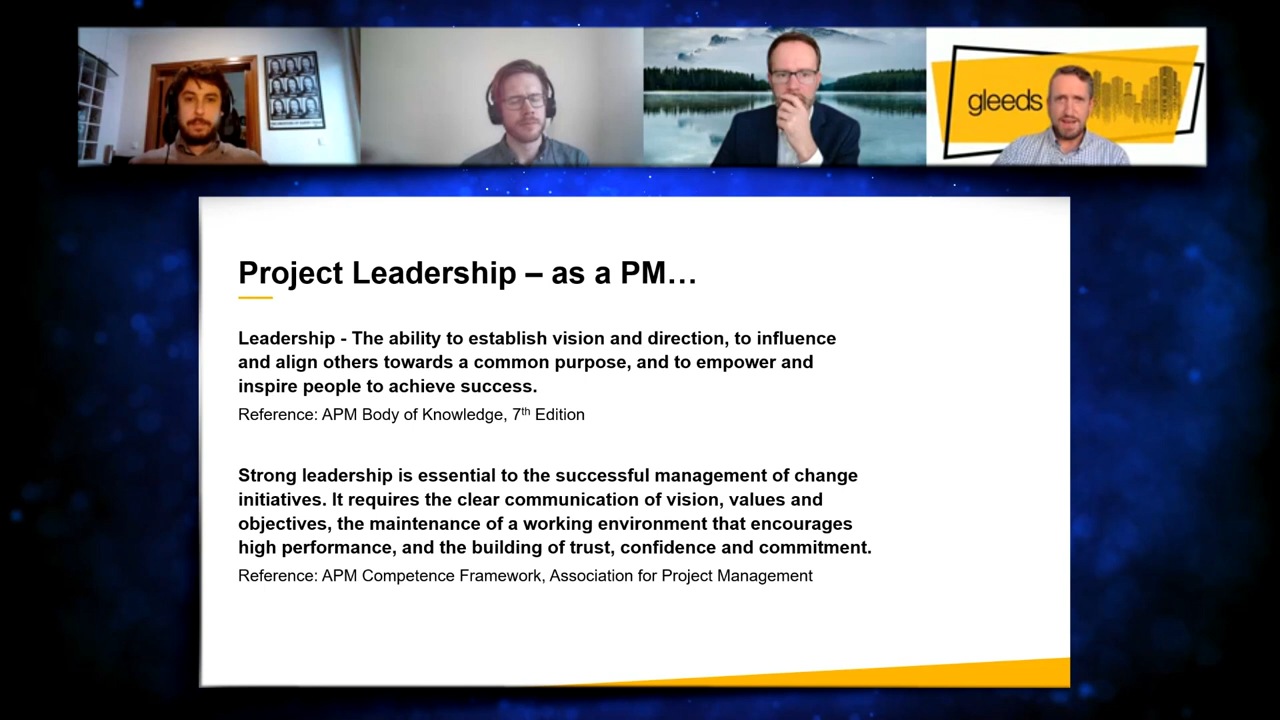 gleeds
Project Leadership – as a PM…
Leadership - The ability to establish vision and direction, to influence
and align others towards a common purpose, and to empower and
inspire people to achieve success.
Reference: APM Body of Knowledge, 7th Edition
Strong leadership is essential to the successful management of change
initiatives. It requires the clear communication of vision, values and
objectives, the maintenance of a working environment that encourages
high performance, and the building of trust, confidence and commitment.
Reference: APM Competence Framework, Association for Project Management